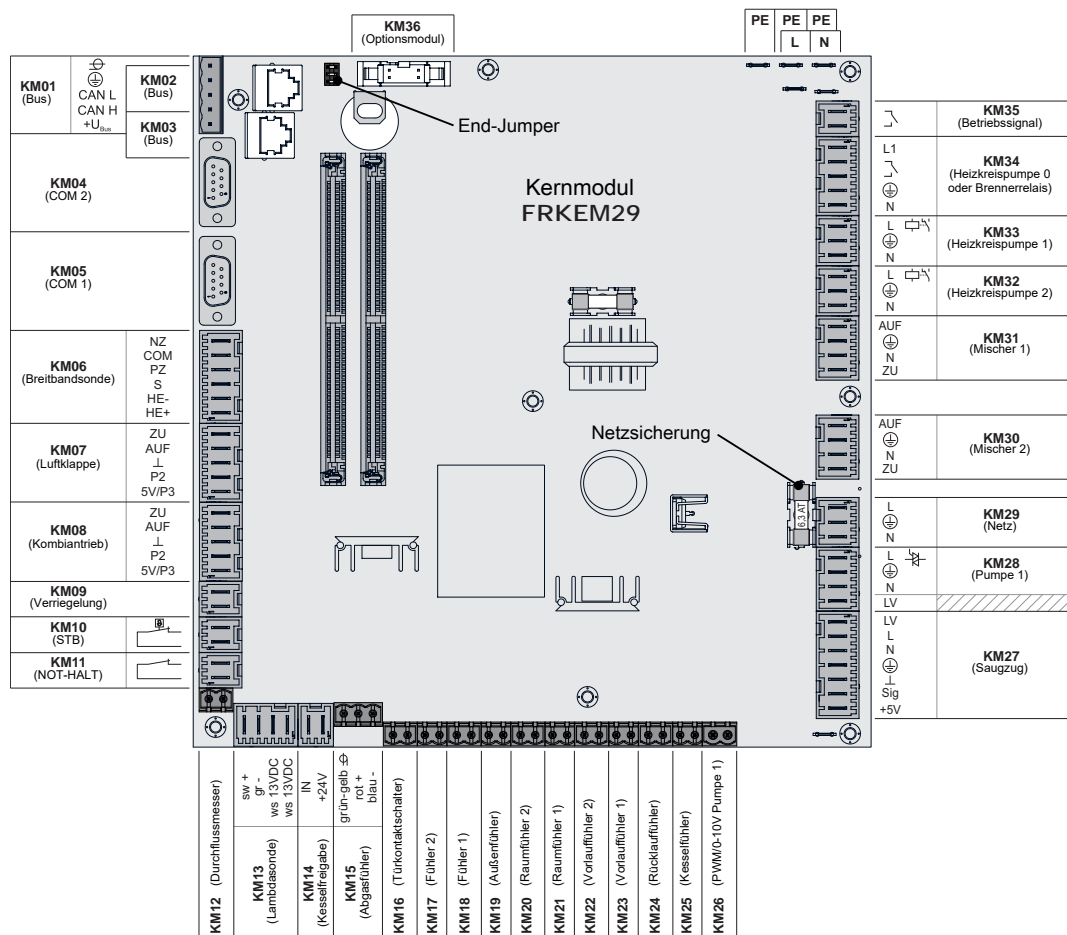 KM36
(Optionsmodul)
PE PE PE
L N
KM01
(Bus)
CAN L
CAN H
+U Bus
KM02
(Bus)
KM03
(Bus)
KM04
(COM 2)
KM05
(COM 1)
KM06
(Breitbandsonde)
NZ
COM
PZ
S
HE-
HE+
KM07
(Luftklappe)
ZU
AUF
⊥
P2
5V/P3
KM08
(Kombiantrieb)
ZU
AUF
⊥
P2
5V/P3
KM09
(Verriegelung)
KM10
(STB)
KM11
(NOT-HALT)
End-Jumper
Kernmodul
FRKEM29
Netzsicherung
6,3 AT
KM35
(Betriebssignal)
L1
N
KM34
(Heizkreispumpe 0
oder Brennerrelais)
L
N
KM33
(Heizkreispumpe 1)
L
N
KM32
(Heizkreispumpe 2)
AUF
N
ZU
KM31
(Mischer 1)
AUF
N
ZU
KM30
(Mischer 2)
L
N
KM29
(Netz)
L
N
LV
KM28
(Pumpe 1)
LV
L
N
⊥
Sig
+5V
KM27
(Saugzug)
KM12 (Durchflussmesser)
KM13
(Lambdasonde)
sw +
gr -
ws 13VDC
ws 13VDC
KM14
(Kesselfreigabe)
IN
+24V
KM15
(Abgasfühler)
grün-gelb
rot +
blau -
KM16 (Türkontaktschalter)
KM17 (Fühler 2)
KM18 (Fühler 1)
KM19 (Außenfühler)
KM20 (Raumfühler 2)
KM21 (Raumfühler 1)
KM22 (Vorlauffühler 2)
KM23 (Vorlauffühler 1)
KM24 (Rücklauffühler)
KM25 (Kesselfühler)
KM26 (PWM/0-10V Pumpe 1)